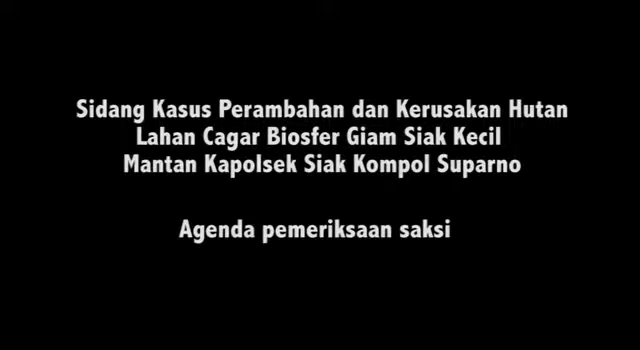 Sidang Kasus Perambahan dan Kerusakan Hutan
Lahan Cagar Biosfer Giam Siak Kecil
Mantan Kapolsek Siak Kompol Suparno
Agenda pemeriksaan saksi